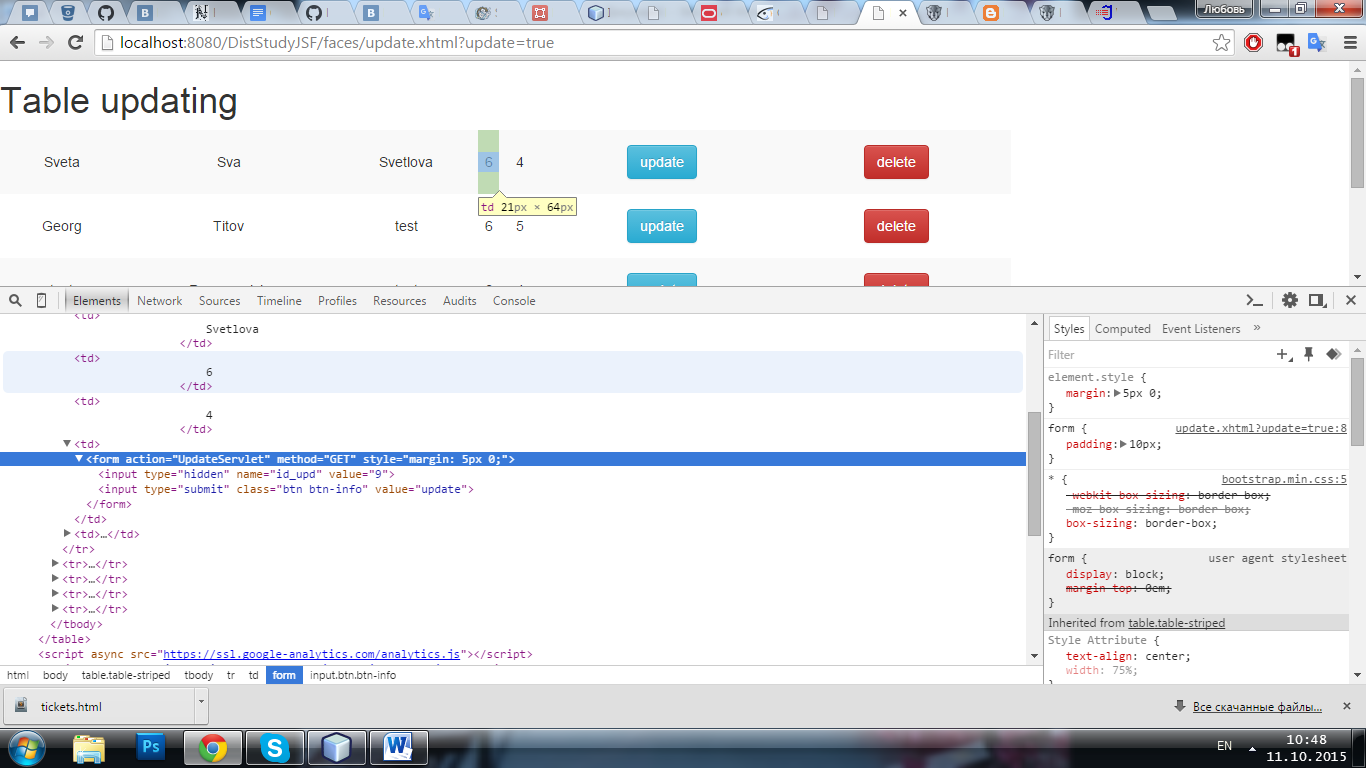 Любовь
localhost:8080/DistStudyJSF/faces/update.xhtml?update=true
1
Table updating
Sveta Sva Svetlova 6 4 update delete
td 21px × 64px
Georg Titov test 6 5 update delete
Elements Network Sources Timeline Profiles Resources Audits Console
<td>
Svetlova
</td>
<td>
6
</td>
<td>
4
</td>
<td>
<form action="UpdateServlet" method="GET" style="margin: 5px 0;">
<input type="hidden" name="id_upd" value="9">
<input type="submit" class="btn btn-info" value="update">
</form>
</td>
<td>…</td>
</tr>
<tr>…</tr>
<tr>…</tr>
<tr>…</tr>
<tr>…</tr>
</tbody>
</table>
<script async src="https://ssl.google-analytics.com/analytics.js"></script>
html body table.table-striped tbody tr td form input.btn.btn-info
Styles Computed Event Listeners »
Filter
element.style {
margin: 5px 0;
}
form { update.xhtml?update=true:8
padding: 10px;
}
* { bootstrap.min.css:5
-webkit-box-sizing: border-box;
-moz-box-sizing: border-box;
box-sizing: border-box;
}
form { user agent stylesheet
display: block;
margin-top: 0em;
}
Inherited from table.table-striped
Style Attribute {
text-align: center;
width: 75%;
tickets.html
Все скачанные файлы...
Ps
EN
10:48
11.10.2015